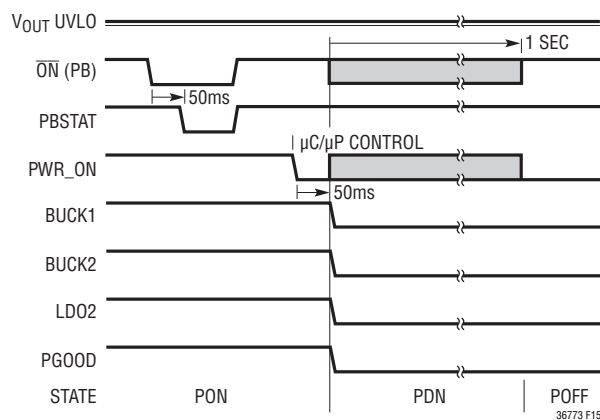 VOUT UVLO
1 SEC
ON (PB)
50ms
PBSTAT
µC/µP CONTROL
PWR_ON
50ms
BUCK1
BUCK2
LDO2
PGOOD
STATE PON PDN POFF
36773 F15